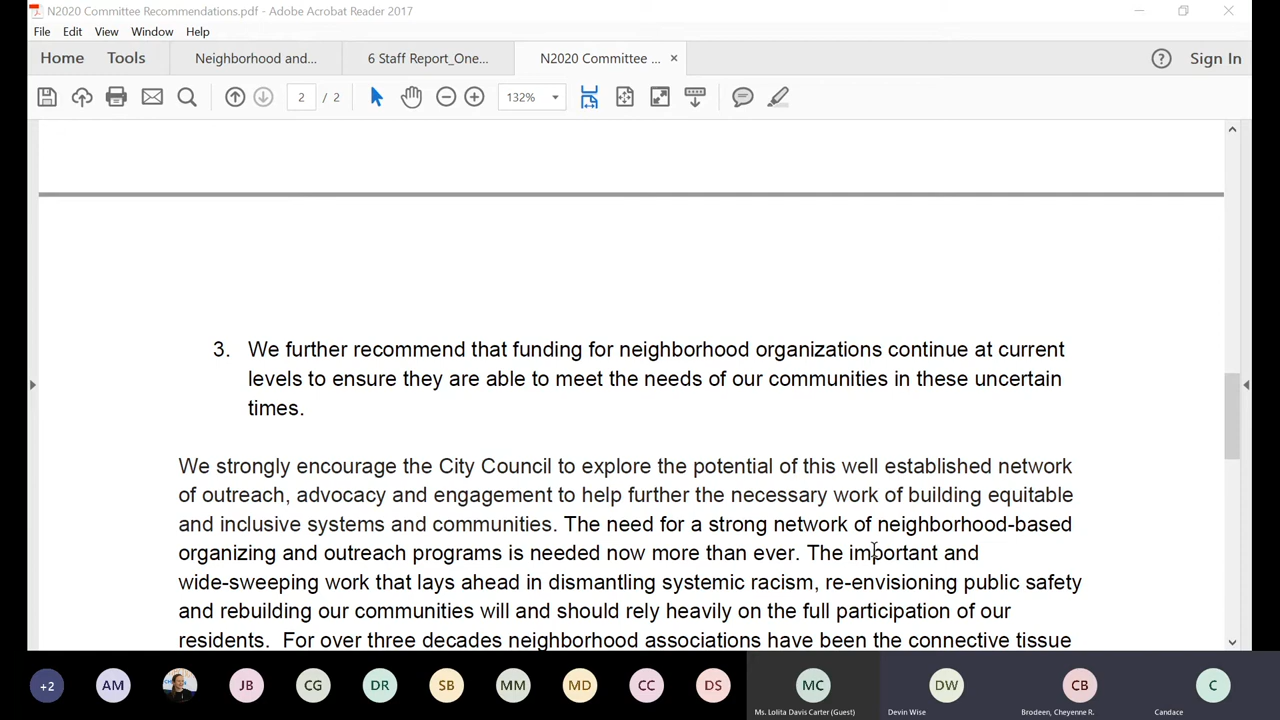 N2020 Committee Recommendations.pdf - Adobe Acrobat Reader 2017
File Edit View Window Help
Home Tools Neighborhood and... 6 Staff Report_One... N2020 Committee ... × ? Sign In
2 / 2 132%
3. We further recommend that funding for neighborhood organizations continue at current
levels to ensure they are able to meet the needs of our communities in these uncertain
times.
We strongly encourage the City Council to explore the potential of this well established network
of outreach, advocacy and engagement to help further the necessary work of building equitable
and inclusive systems and communities. The need for a strong network of neighborhood-based
organizing and outreach programs is needed now more than ever. The important and
wide-sweeping work that lays ahead in dismantling systemic racism, re-envisioning public safety
and rebuilding our communities will and should rely heavily on the full participation of our
residents. For over three decades neighborhood associations have been the connective tissue
+2 AM JB CG DR SB MM MD CC DS MC DW CB C
Ms. Lolita Davis Carter (Guest) Devin Wise Brodeen, Cheyenne R. Candace